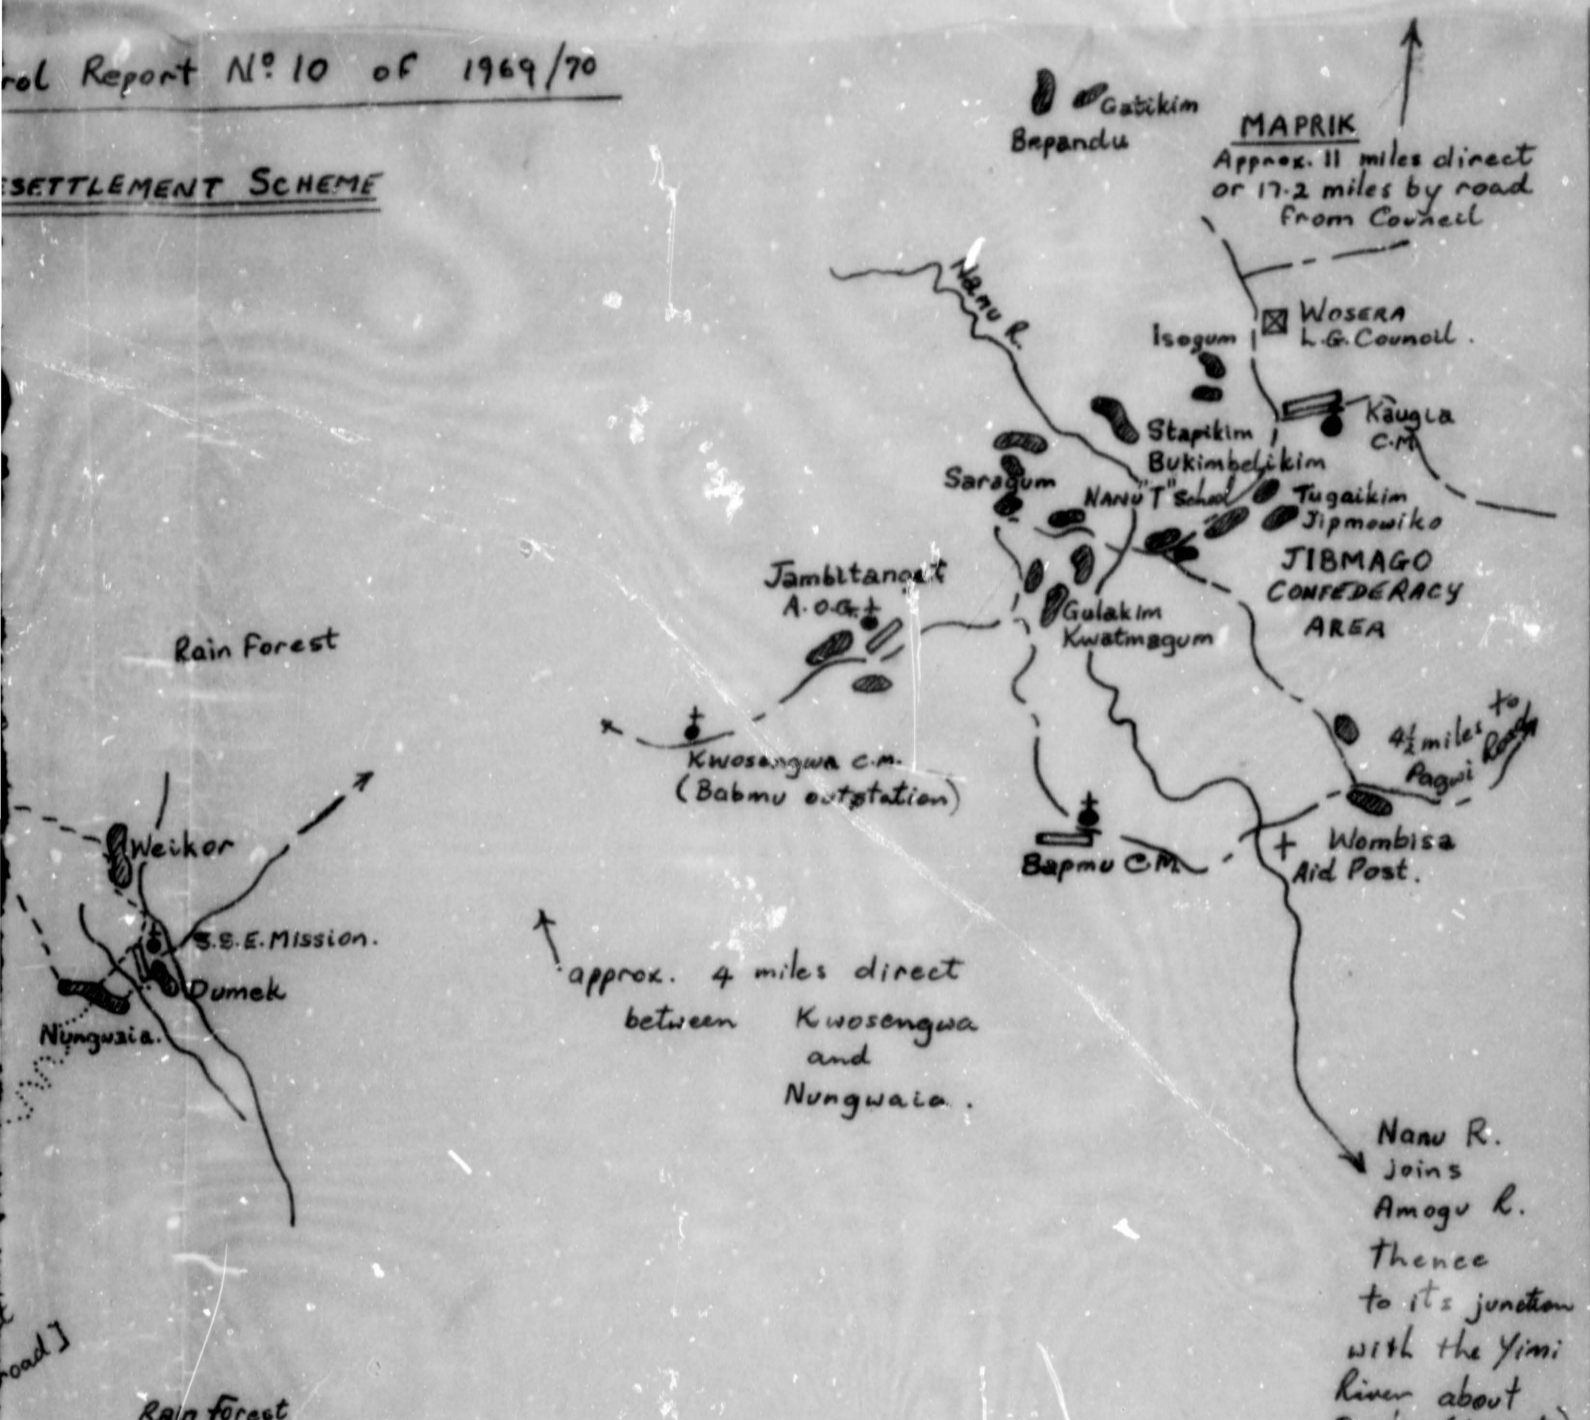 rol Report Nº 10 of 1969/70
ESETTLEMENT SCHEME
Gatikim
Bepandu
MAPRIK
Approx. 11 miles direct
or 17.2 miles by road
from Council
Nanu R.
WOSERA
L.G. Council.
Isogum
Kaugia
C.M.
Stapikim
Bukimbelikim
Saragum
NANU "T" School
Tugaikim
Jipmowiko
JIBMAGO
CONFEDERACY
AREA
Jambitanget
A.O.G.
Gulakim
Kwatmagum
Rain Forest
4½ miles to
Pagwi Road
Kwosengwa C.M.
(Babmu outstation)
Weikor
Bapmu C.M.
Wombisa
Aid Post.
S.S.E. Mission.
Dumek
Nungwaia.
approx. 4 miles direct
between Kwosengwa
and
Nungwaia.
Nanu R.
joins
Amogu R.
thence
to its junction
with the Yimi
River about
road]
Rain forest